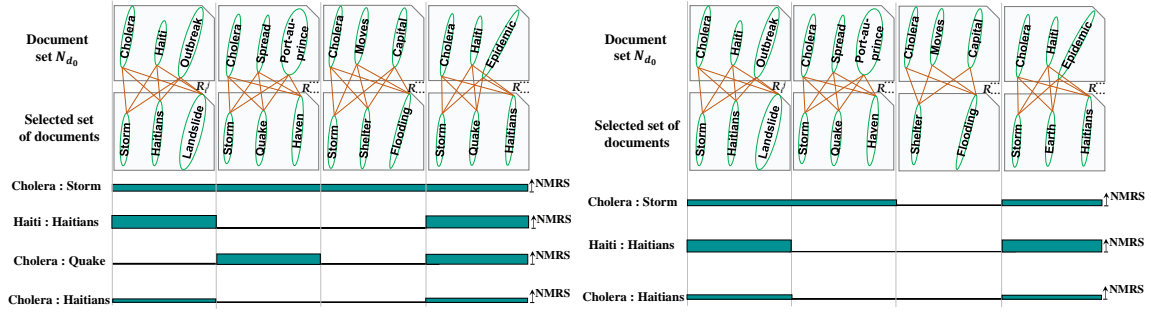 Document
set N_d0
Cholera
Haiti
Outbreak
Cholera
Spread
Port-au-
prince
Cholera
Moves
Capital
Cholera
Haiti
Epidemic
R^j
R...
R
R...
Selected set
of documents
Storm
Haitians
Landslide
Storm
Quake
Haven
Storm
Shelter
Flooding
Storm
Quake
Haitians
Cholera : Storm
NMRS
Haiti : Haitians
NMRS
Cholera : Quake
NMRS
Cholera : Haitians
NMRS
Document
set N_d0
Cholera
Haiti
Outbreak
Cholera
Spread
Port-au-
prince
Cholera
Moves
Capital
Cholera
Haiti
Epidemic
R^j
R...
R
R...
Selected set of
documents
Storm
Haitians
Landslide
Storm
Quake
Haven
Shelter
Flooding
Storm
Earth
Haitians
Cholera : Storm
NMRS
Haiti : Haitians
NMRS
Cholera : Haitians
NMRS